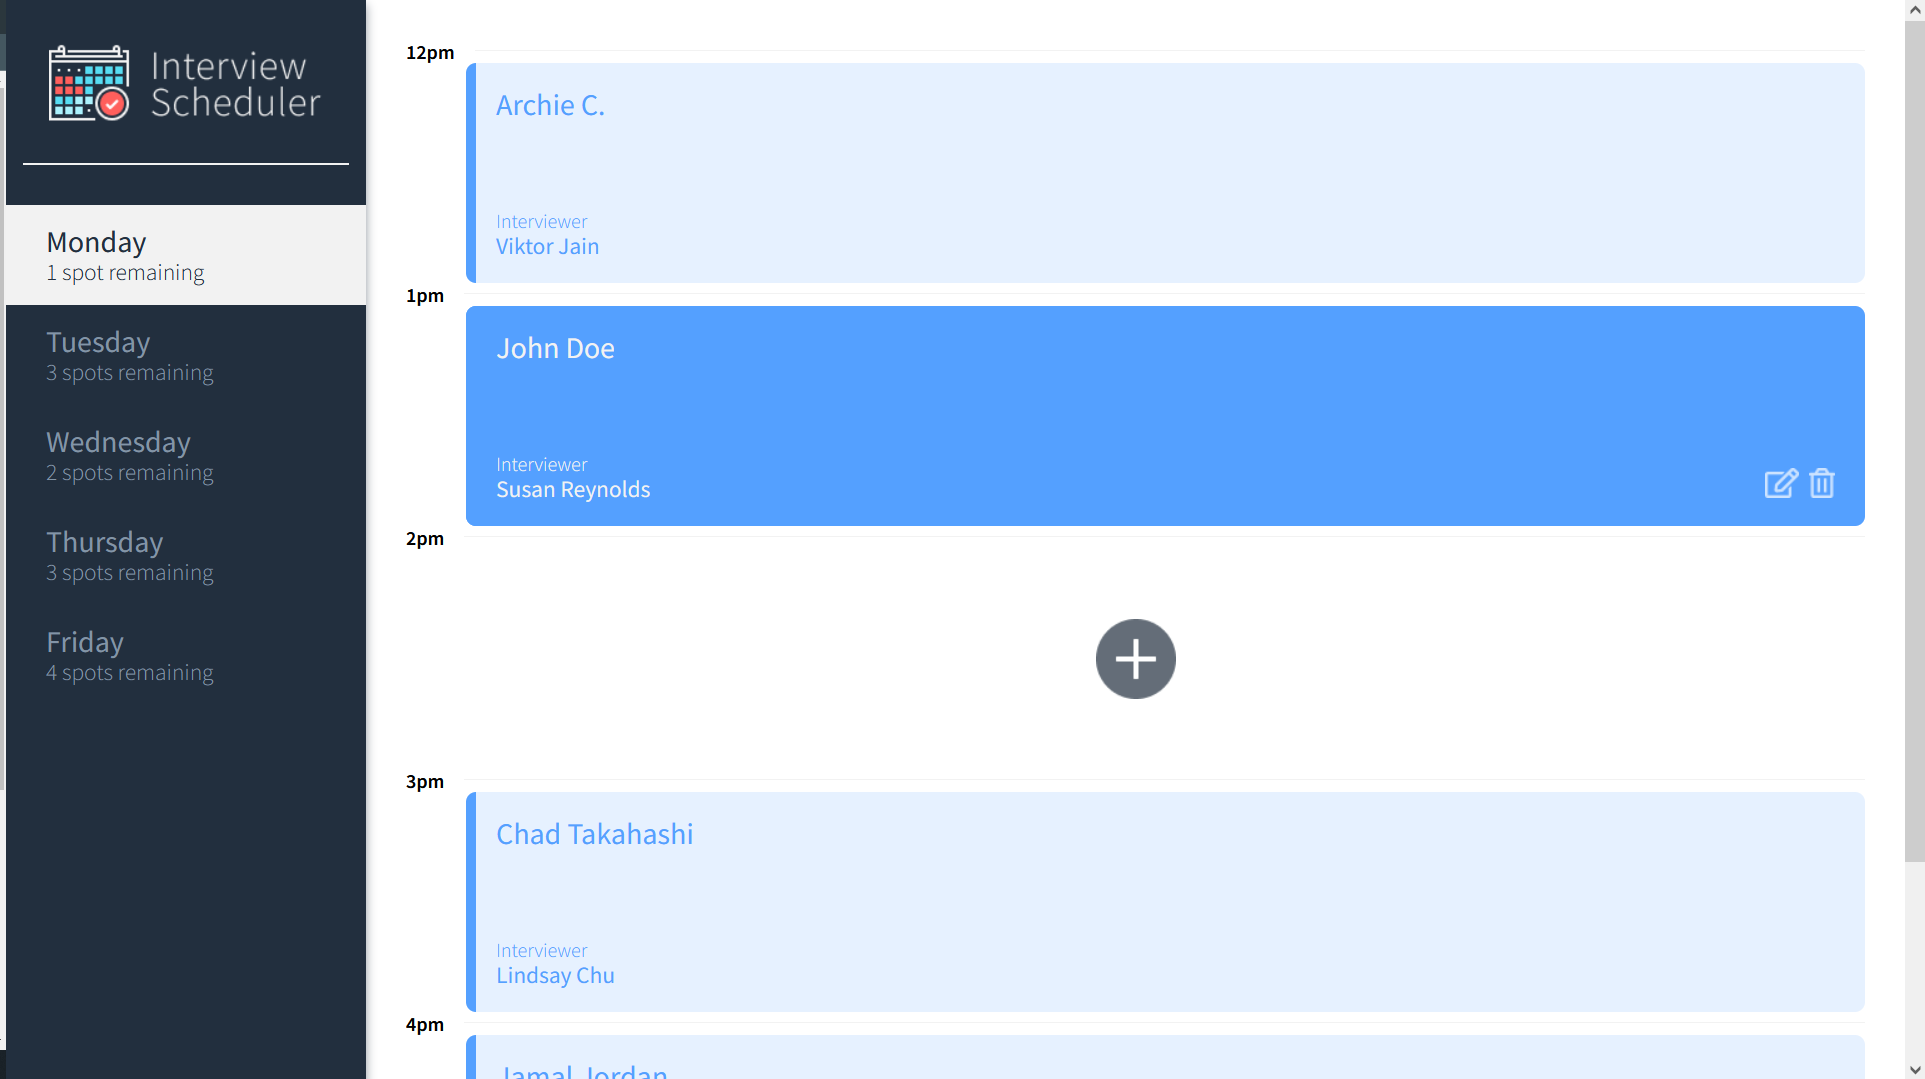 Interview
Scheduler
Monday
1 spot remaining
Tuesday
3 spots remaining
Wednesday
2 spots remaining
Thursday
3 spots remaining
Friday
4 spots remaining
12pm
Archie C.
Interviewer
Viktor Jain
1pm
John Doe
Interviewer
Susan Reynolds
2pm
3pm
Chad Takahashi
Interviewer
Lindsay Chu
4pm
Jamal Jordan